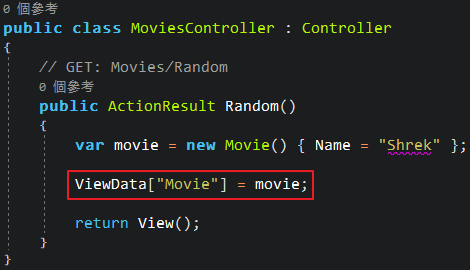 0 個參考
public class MoviesController : Controller
{
// GET: Movies/Random
0 個參考
public ActionResult Random()
{
var movie = new Movie() { Name = "Shrek" };
ViewData["Movie"] = movie;
return View();
}
}